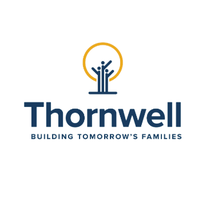 Thornwell
BUILDING TOMORROW'S FAMILIES